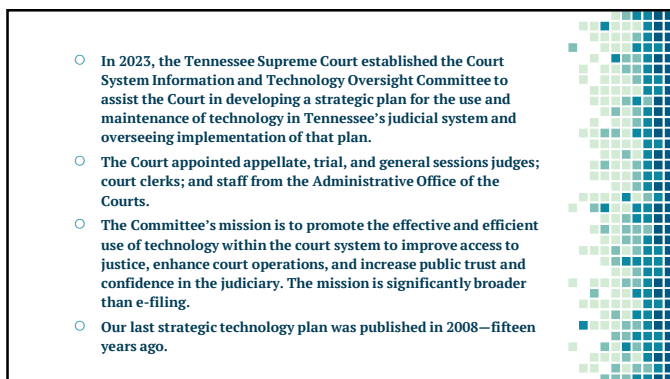 In 2023, the Tennessee Supreme Court established the Court
System Information and Technology Oversight Committee to
assist the Court in developing a strategic plan for the use and
maintenance of technology in Tennessee's judicial system and
overseeing implementation of that plan.
The Court appointed appellate, trial, and general sessions judges;
court clerks; and staff from the Administrative Office of the
Courts.
The Committee's mission is to promote the effective and efficient
use of technology within the court system to improve access to
justice, enhance court operations, and increase public trust and
confidence in the judiciary. The mission is significantly broader
than e-filing.
Our last strategic technology plan was published in 2008—fifteen
years ago.